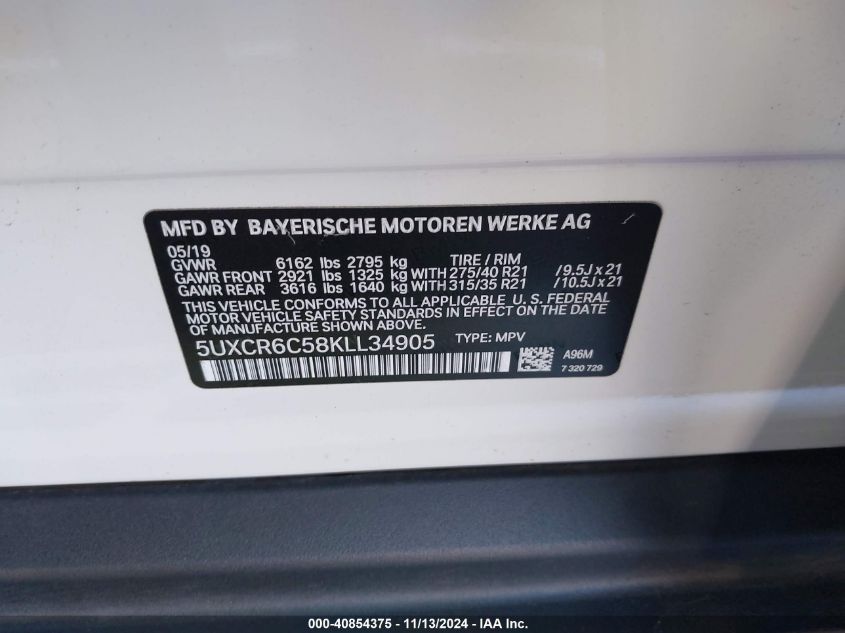 MFD BY BAYERISCHE MOTOREN WERKE AG
05/19
GVWR 6162 lbs 2795 kg TIRE / RIM
GAWR FRONT 2921 lbs 1325 kg WITH 275/40 R21 / 9.5J x 21
GAWR REAR 3616 lbs 1640 kg WITH 315/35 R21 / 10.5J x 21
THIS VEHICLE CONFORMS TO ALL APPLICABLE U. S. FEDERAL
MOTOR VEHICLE SAFETY STANDARDS IN EFFECT ON THE DATE
OF MANUFACTURE SHOWN ABOVE.
5UXCR6C58KLL34905 TYPE: MPV
A96M
7 320 729
000-40854375 - 11/13/2024 - IAA Inc.